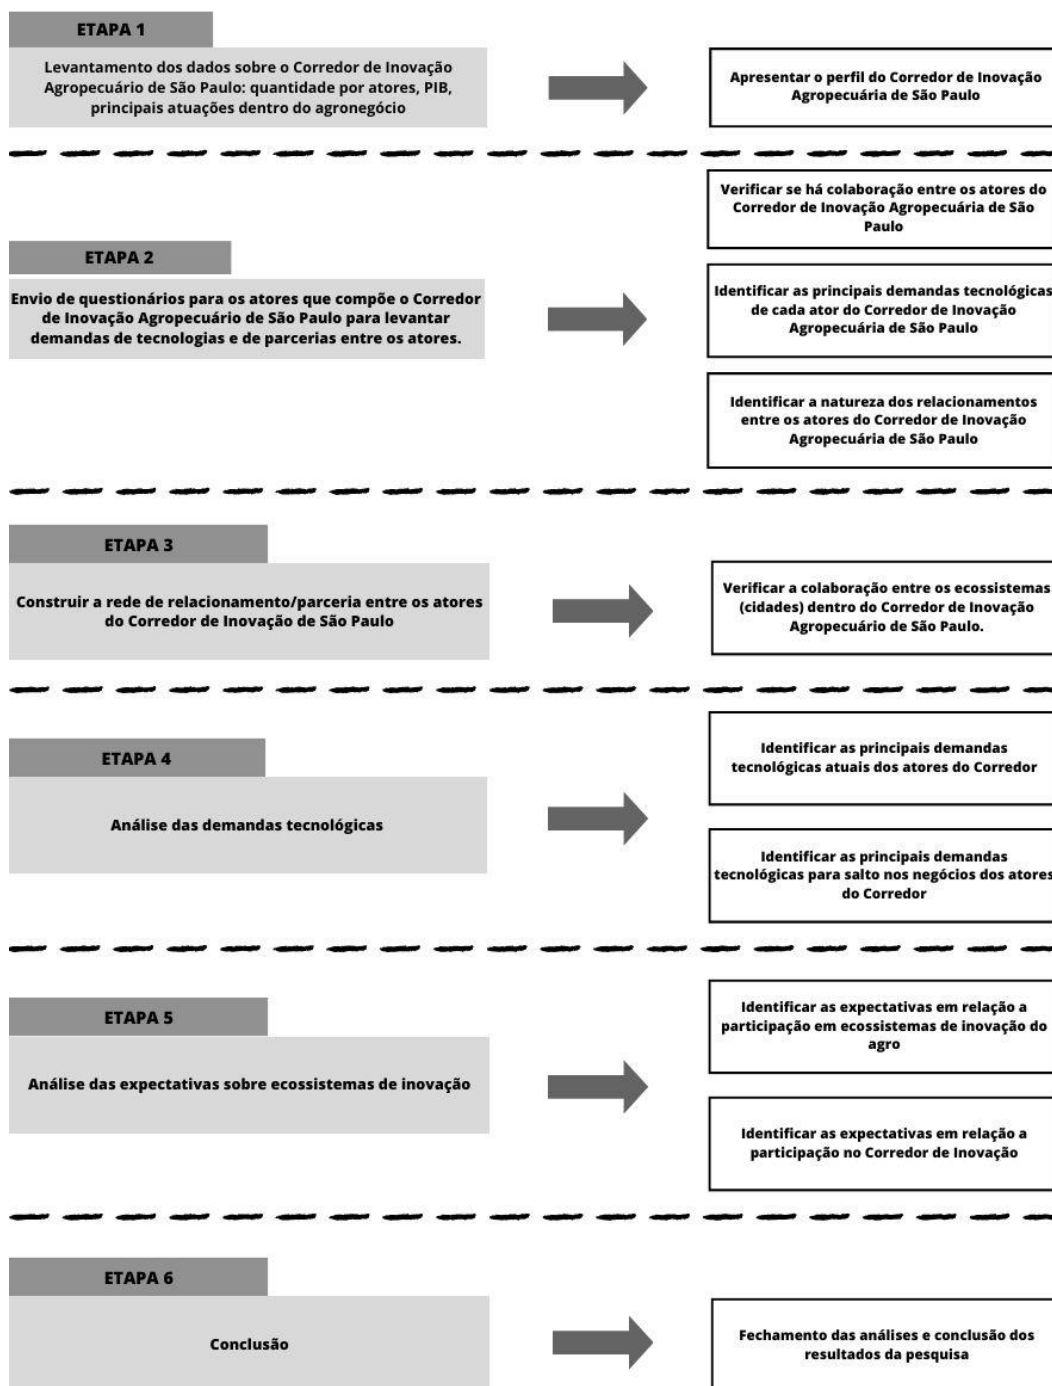 ETAPA 1
Levantamento dos dados sobre o Corredor de Inovação
Agropecuário de São Paulo: quantidade por atores, PIB,
principais atuações dentro do agronegócio
Apresentar o perfil do Corredor de Inovação
Agropecuária de São Paulo
ETAPA 2
Envio de questionários para os atores que compõe o Corredor
de Inovação Agropecuário de São Paulo para levantar
demandas de tecnologias e de parcerias entre os atores.
Verificar se há colaboração entre os atores do
Corredor de Inovação Agropecuária de São
Paulo
Identificar as principais demandas tecnológicas
de cada ator do Corredor de Inovação
Agropecuária de São Paulo
Identificar a natureza dos relacionamentos
entre os atores do Corredor de Inovação
Agropecuária de São Paulo
ETAPA 3
Construir a rede de relacionamento/parceria entre os atores
do Corredor de Inovação de São Paulo
Verificar a colaboração entre os ecossistemas
(cidades) dentro do Corredor de Inovação
Agropecuário de São Paulo.
ETAPA 4
Análise das demandas tecnológicas
Identificar as principais demandas
tecnológicas atuais dos atores do Corredor
Identificar as principais demandas
tecnológicas para salto nos negócios dos atores
do Corredor
ETAPA 5
Análise das expectativas sobre ecossistemas de inovação
Identificar as expectativas em relação a
participação em ecossistemas de inovação do
agro
Identificar as expectativas em relação a
participação no Corredor de Inovação
ETAPA 6
Conclusão
Fechamento das análises e conclusão dos
resultados da pesquisa